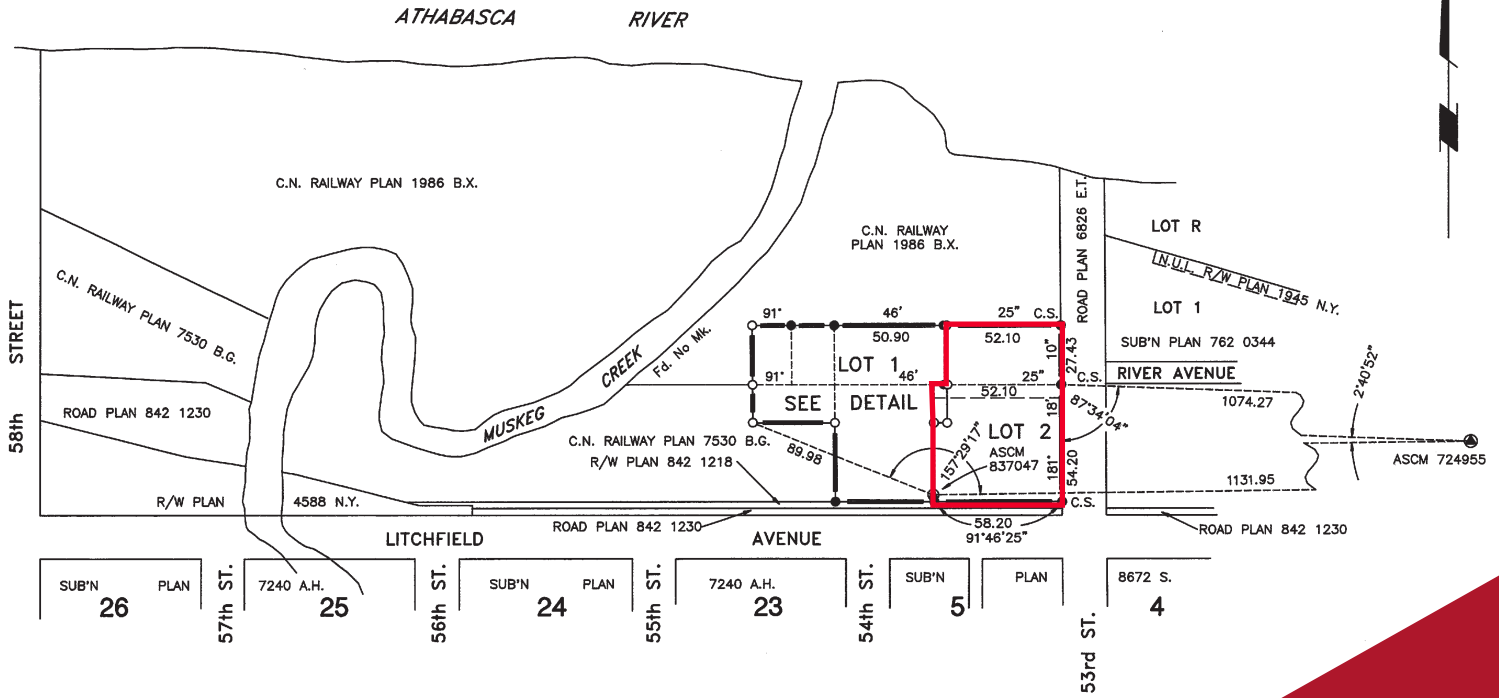 ATHABASCA RIVER
C.N. RAILWAY PLAN 1986 B.X.
C.N. RAILWAY
PLAN 1986 B.X.
ROAD PLAN 6826 E.T.
LOT R
N.U.L. R/W PLAN 1945 N.Y.
LOT 1
SUB'N PLAN 762 0344
RIVER AVENUE
58th STREET
C.N. RAILWAY PLAN 7530 B.G.
ROAD PLAN 842 1230
MUSKEG CREEK
Fd. No Mk.
91° 46' 25" C.S.
50.90 52.10
10" 27.43
LOT 1
91° 46' 25" C.S.
52.10
SEE DETAIL
18'
87°34'04"
1074.27
2°40'52"
LOT 2
157°29'17"
ASCM
837047
89.98
181° 54.20
ASCM 724955
1131.95
C.N. RAILWAY PLAN 7530 B.G.
R/W PLAN 842 1218
R/W PLAN 4588 N.Y.
C.S.
ROAD PLAN 842 1230
58.20
91°46'25"
ROAD PLAN 842 1230
LITCHFIELD AVENUE
SUB'N PLAN
26
57th ST.
7240 A.H.
25
56th ST.
SUB'N PLAN
24
55th ST.
7240 A.H.
23
54th ST.
SUB'N PLAN
5
53rd ST.
8672 S.
4